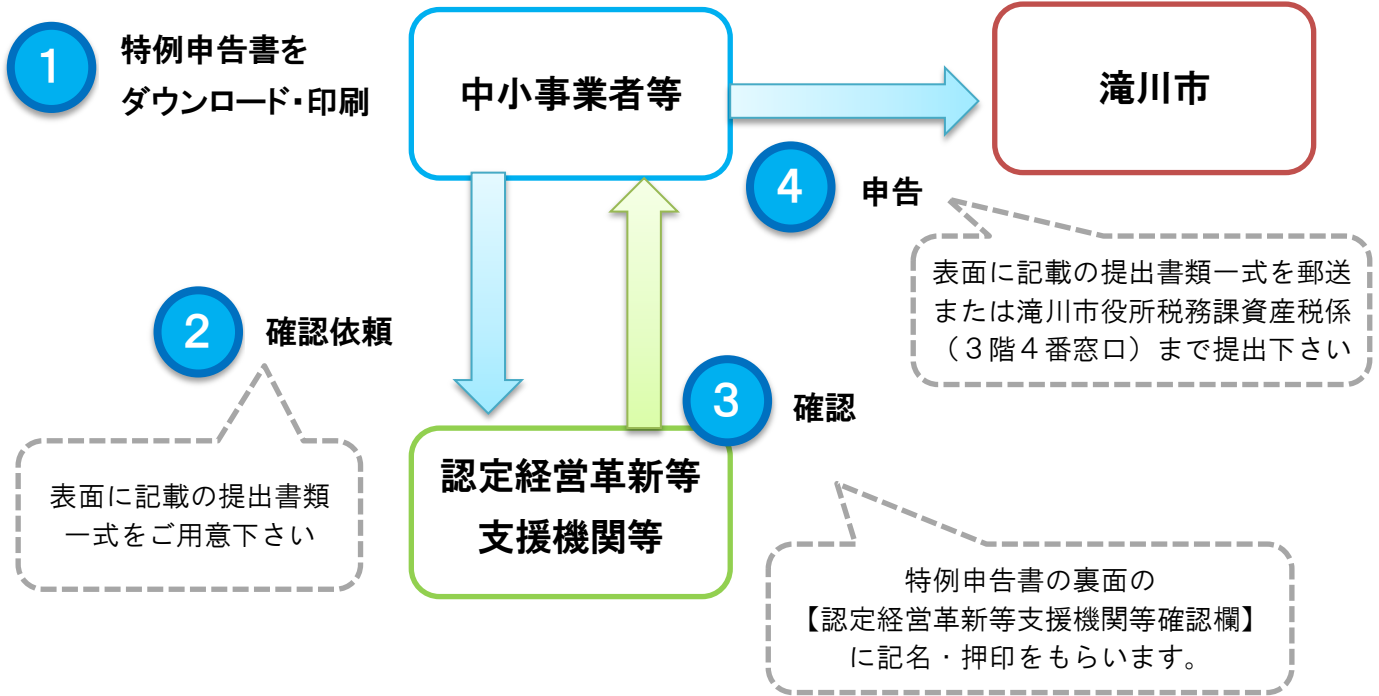 1
特例申告書を
ダウンロード・印刷
中小事業者等
滝川市
4
申告
表面に記載の提出書類一式を郵送
または滝川市役所税務課資産税係
（３階４番窓口）まで提出下さい
2
確認依頼
表面に記載の提出書類
一式をご用意下さい
3
確認
認定経営革新等
支援機関等
特例申告書の裏面の
【認定経営革新等支援機関等確認欄】
に記名・押印をもらいます。